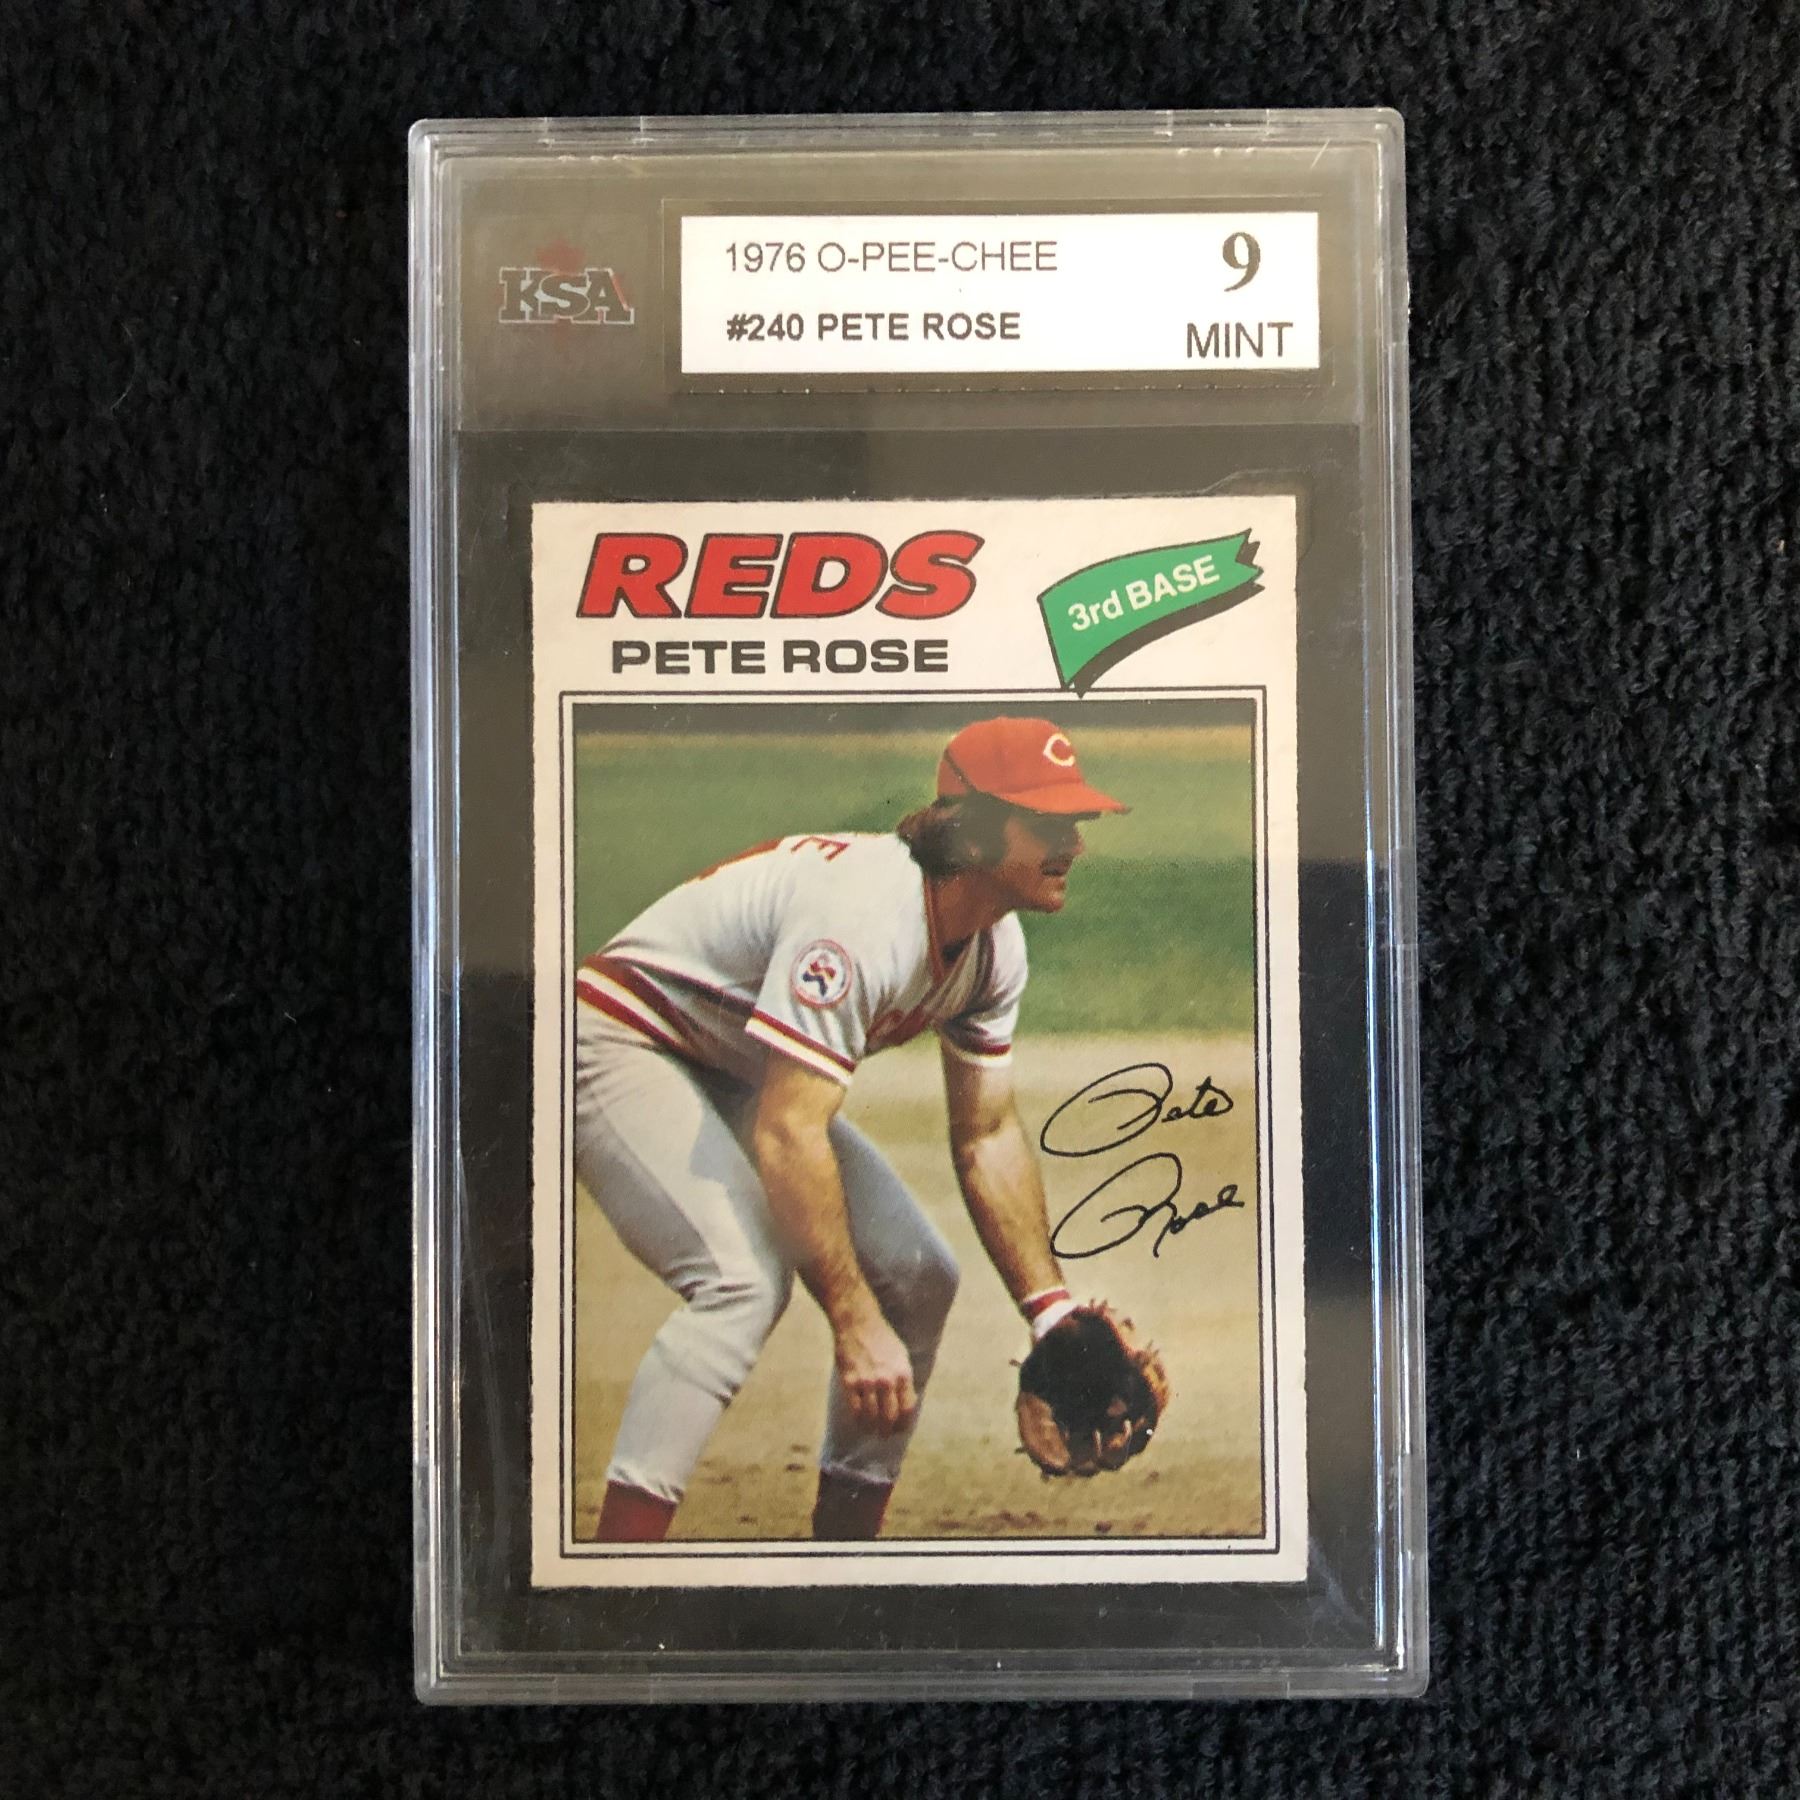 KSA
1976 O-PEE-CHEE
9
#240 PETE ROSE
MINT
REDS
3rd BASE
PETE ROSE
C
E
Pete
Rose